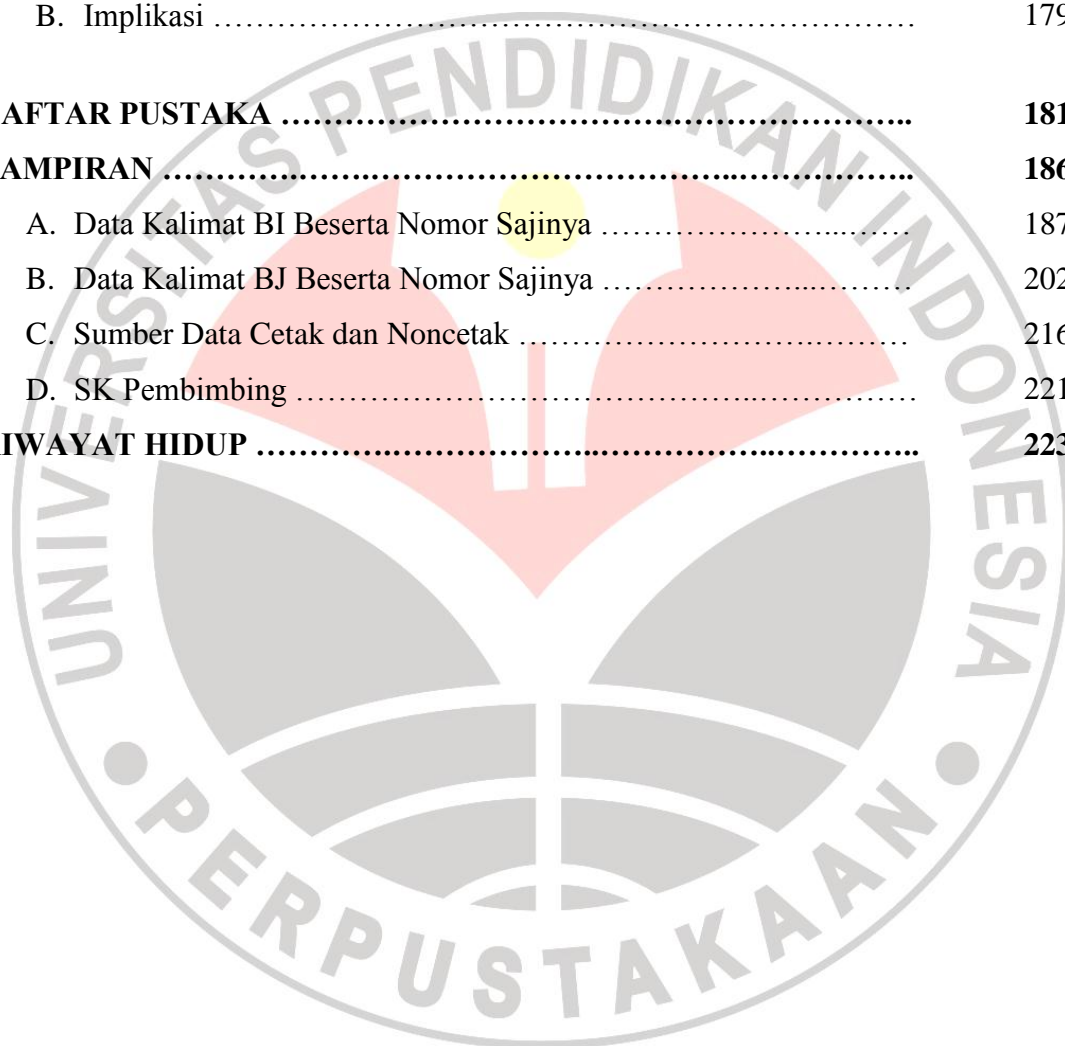 B. Implikasi ……………………………………………………………… 179
AFTAR PUSTAKA …………………………………………………….. 181
AMPIRAN ……………….……………………………..…………….. 186
A. Data Kalimat BI Beserta Nomor Sajinya …………………...…… 187
B. Data Kalimat BJ Beserta Nomor Sajinya ………………...……… 202
C. Sumber Data Cetak dan Noncetak ……………………….……… 216
D. SK Pembimbing ……………………………………..…………… 221
IWAYAT HIDUP ………….………………...……………...………….. 223
UNIVERSITAS PENDIDIKAN INDONESIA
PERPUSTAKAAN